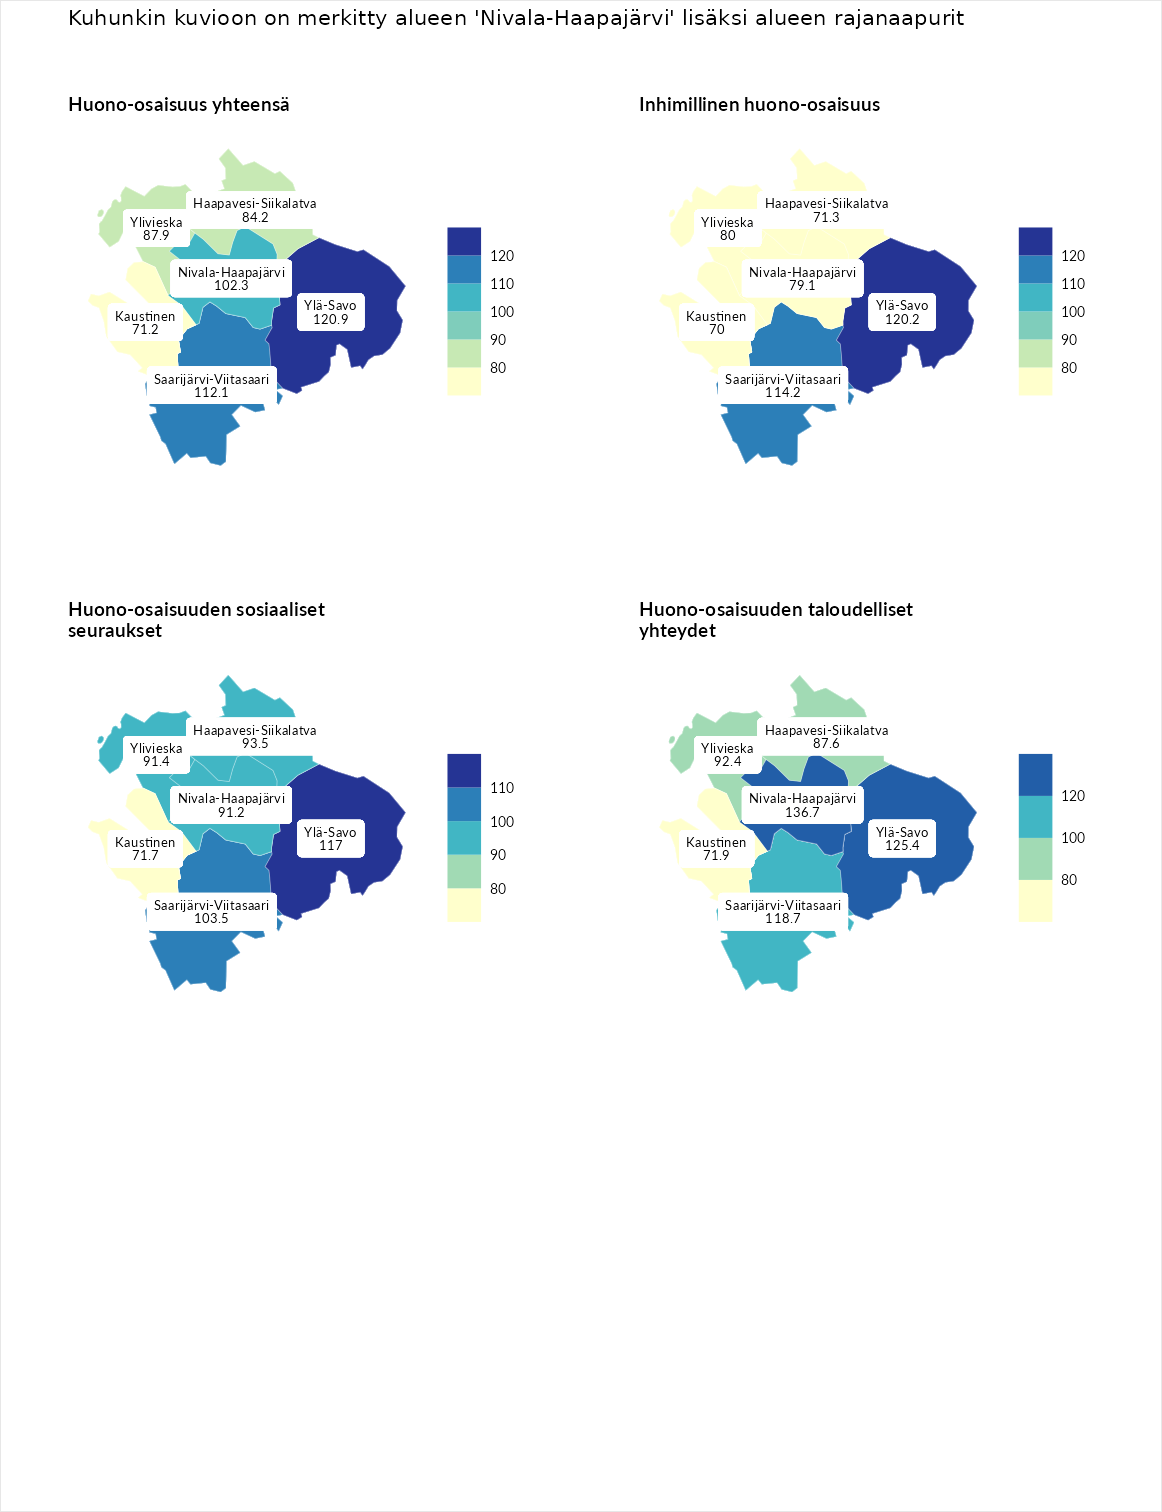 Kuhunkin kuvioon on merkitty alueen 'Nivala-Haapajärvi' lisäksi alueen rajanaapurit
Huono-osaisuus yhteensä
Haapavesi-Siikalatva
84.2
Ylivieska
87.9
Nivala-Haapajärvi
102.3
Ylä-Savo
120.9
Kaustinen
71.2
Saarijärvi-Viitasaari
112.1
120
110
100
90
80
Inhimillinen huono-osaisuus
Haapavesi-Siikalatva
71.3
Ylivieska
80
Nivala-Haapajärvi
79.1
Ylä-Savo
120.2
Kaustinen
70
Saarijärvi-Viitasaari
114.2
120
110
100
90
80
Huono-osaisuuden sosiaaliset
seuraukset
Haapavesi-Siikalatva
93.5
Ylivieska
91.4
Nivala-Haapajärvi
91.2
Ylä-Savo
117
Kaustinen
71.7
Saarijärvi-Viitasaari
103.5
110
100
90
80
Huono-osaisuuden taloudelliset
yhteydet
Haapavesi-Siikalatva
87.6
Ylivieska
92.4
Nivala-Haapajärvi
136.7
Ylä-Savo
125.4
Kaustinen
71.9
Saarijärvi-Viitasaari
118.7
120
100
80